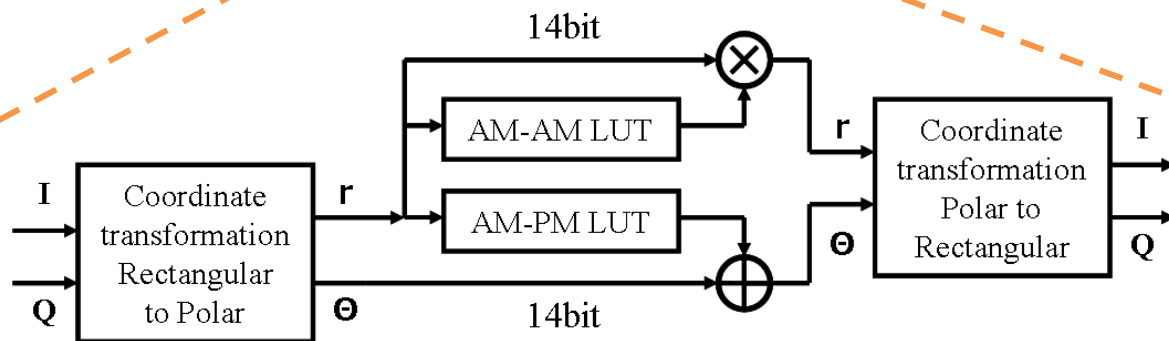 14bit
AM-AM LUT
AM-PM LUT
14bit
I
Q
Coordinate
transformation
Rectangular
to Polar
r
Θ
r
Θ
Coordinate
transformation
Polar to
Rectangular
I
Q